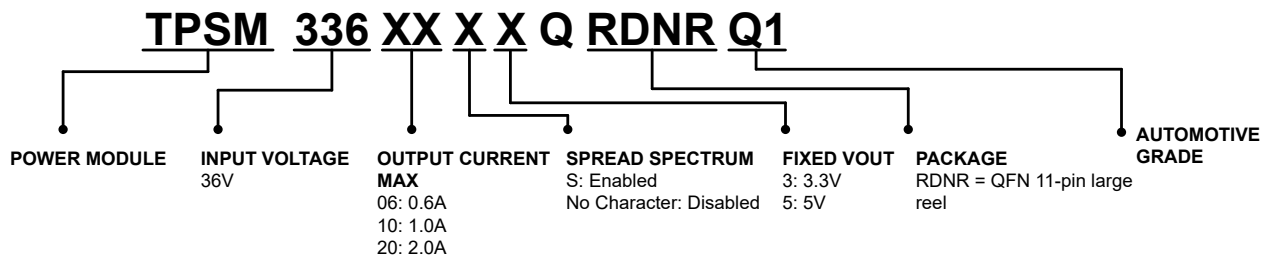 TPSM 336 XX X X Q RDNR Q1
POWER MODULE
INPUT VOLTAGE
36V
OUTPUT CURRENT
MAX
06: 0.6A
10: 1.0A
20: 2.0A
SPREAD SPECTRUM
S: Enabled
No Character: Disabled
FIXED VOUT
3: 3.3V
5: 5V
PACKAGE
RDNR = QFN 11-pin large
reel
AUTOMOTIVE
GRADE